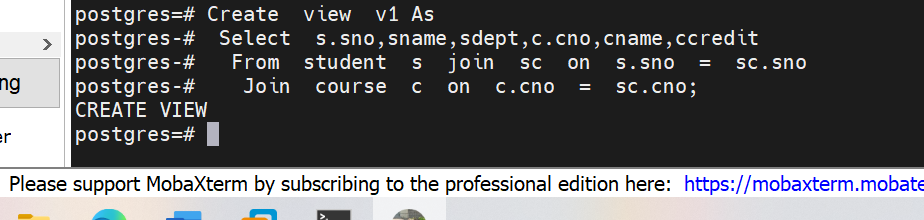 postgres=# Create  view  v1 As
postgres-#  Select  s.sno,sname,sdept,c.cno,cname,ccredit
postgres-#   From  student  s  join  sc  on  s.sno  =  sc.sno
postgres-#    Join  course  c  on  c.cno  =  sc.cno;
CREATE VIEW
postgres=#
ng
er
Please support MobaXterm by subscribing to the professional edition here:  https://mobaxterm.mobate